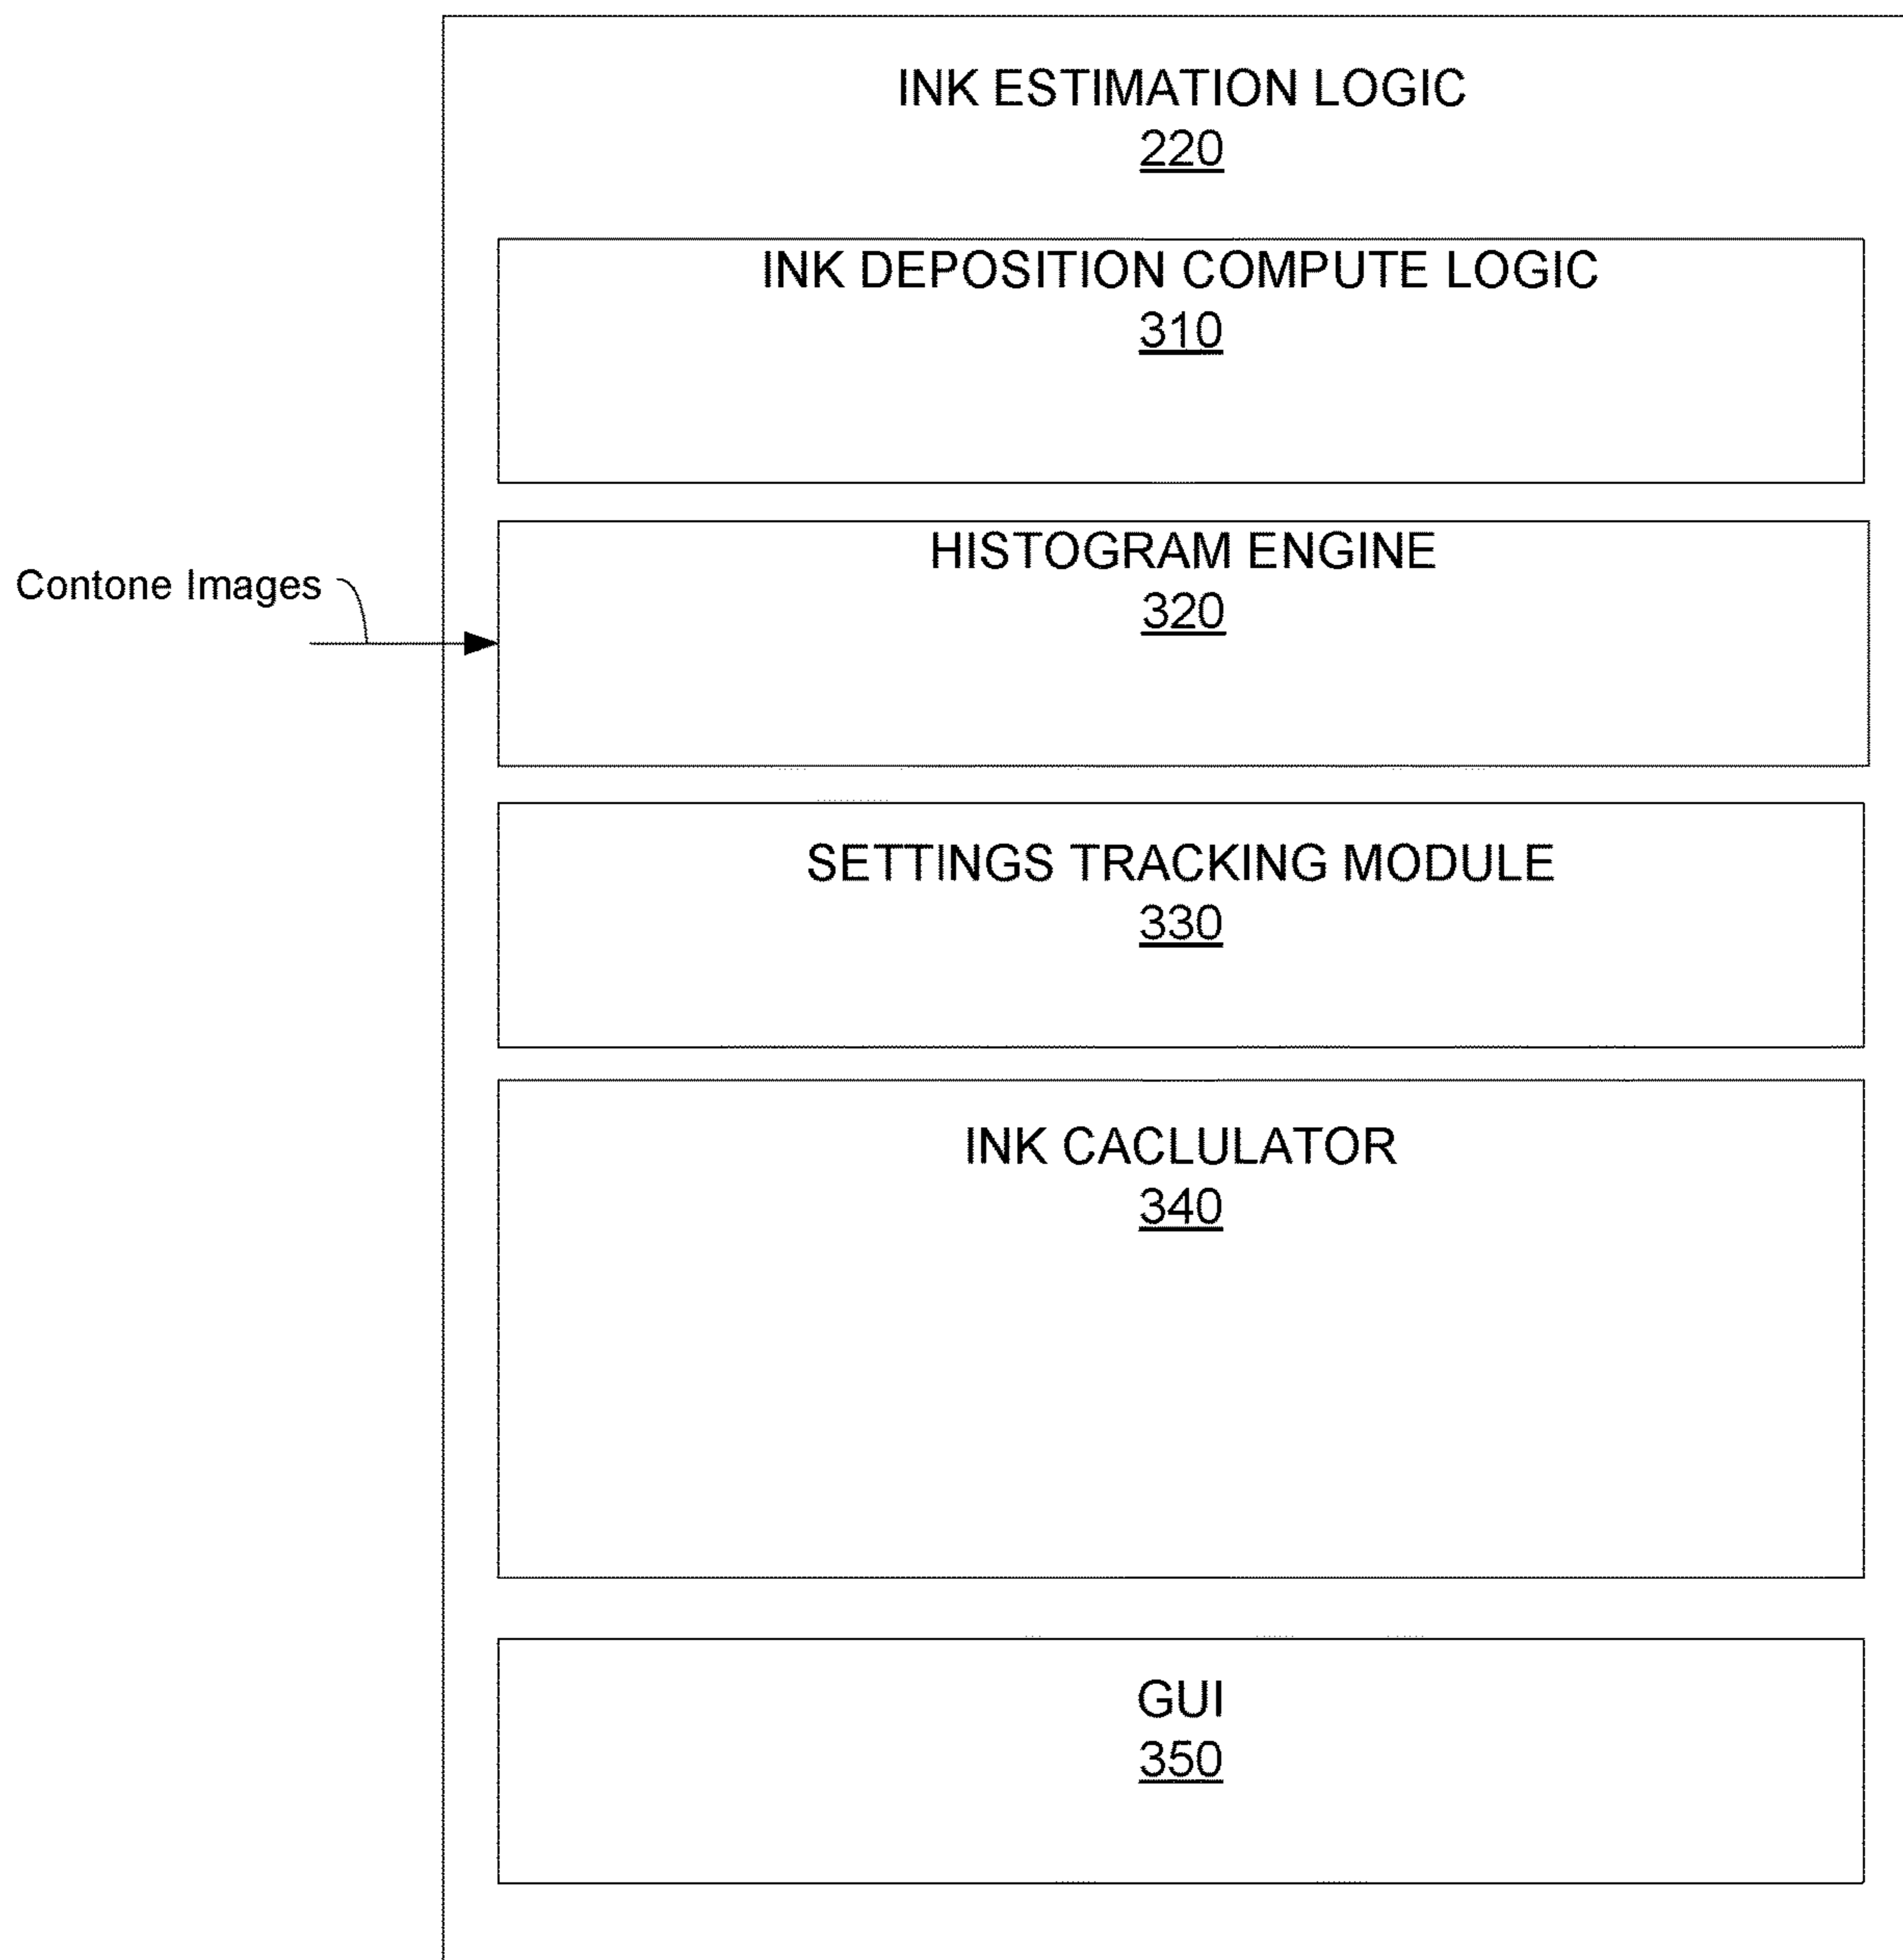 INK ESTIMATION LOGIC
220
INK DEPOSITION COMPUTE LOGIC
310
HISTOGRAM ENGINE
320
Contone Images
SETTINGS TRACKING MODULE
330
INK CACLULATOR
340
GUI
350